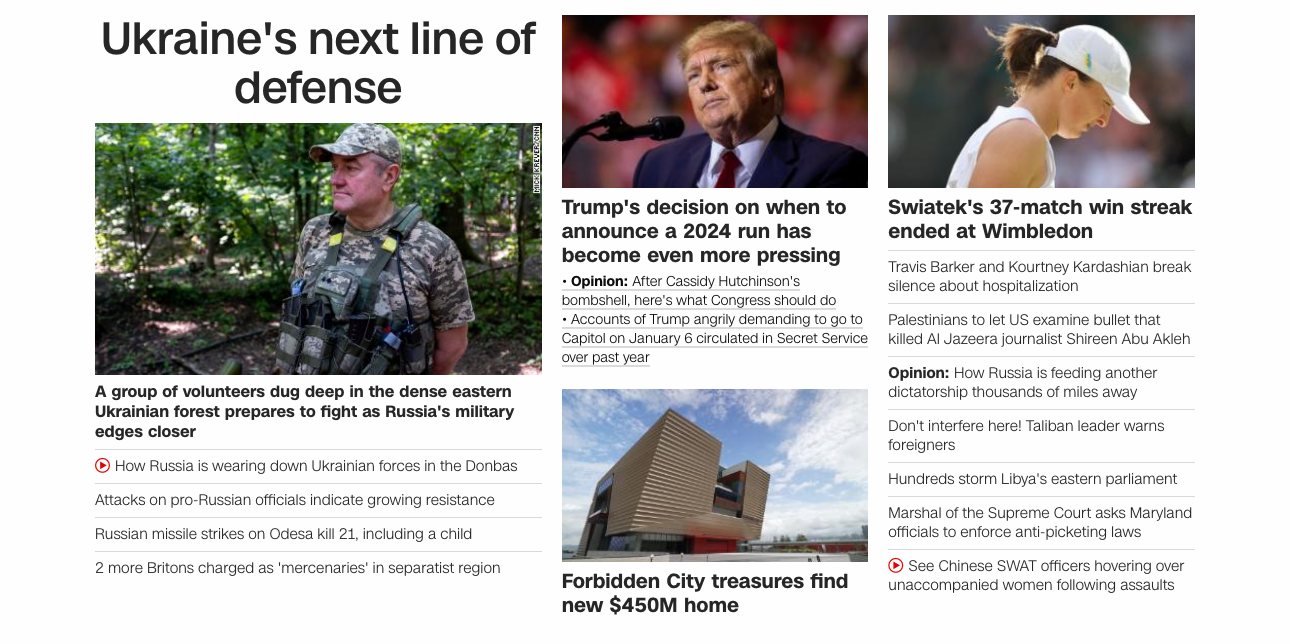 Ukraine's next line of
defense
MICK KREVER/CNN
A group of volunteers dug deep in the dense eastern
Ukrainian forest prepares to fight as Russia's military
edges closer
How Russia is wearing down Ukrainian forces in the Donbas
Attacks on pro-Russian officials indicate growing resistance
Russian missile strikes on Odesa kill 21, including a child
2 more Britons charged as 'mercenaries' in separatist region
Trump's decision on when to
announce a 2024 run has
become even more pressing
• Opinion: After Cassidy Hutchinson's
bombshell, here's what Congress should do
• Accounts of Trump angrily demanding to go to
Capitol on January 6 circulated in Secret Service
over past year
Forbidden City treasures find
new $450M home
Swiatek's 37-match win streak
ended at Wimbledon
Travis Barker and Kourtney Kardashian break
silence about hospitalization
Palestinians to let US examine bullet that
killed Al Jazeera journalist Shireen Abu Akleh
Opinion: How Russia is feeding another
dictatorship thousands of miles away
Don't interfere here! Taliban leader warns
foreigners
Hundreds storm Libya's eastern parliament
Marshal of the Supreme Court asks Maryland
officials to enforce anti-picketing laws
See Chinese SWAT officers hovering over
unaccompanied women following assaults